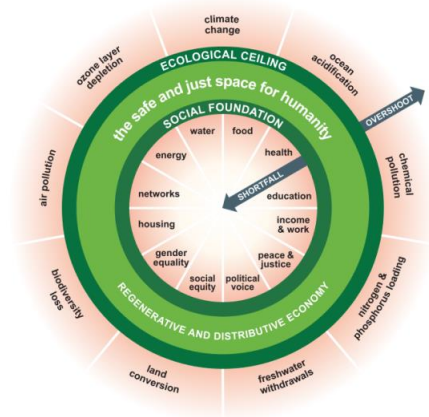 climate
change
ocean
acidification
chemical
pollution
nitrogen &
phosphorus loading
freshwater
withdrawals
land
conversion
biodiversity
loss
air pollution
ozone layer
depletion
OVERSHOOT
ECOLOGICAL CEILING
the safe and just space for humanity
SOCIAL FOUNDATION
water
food
health
SHORTFALL
education
income
& work
peace &
justice
political
voice
social
equity
gender
equality
housing
networks
energy
REGENERATIVE AND DISTRIBUTIVE ECONOMY